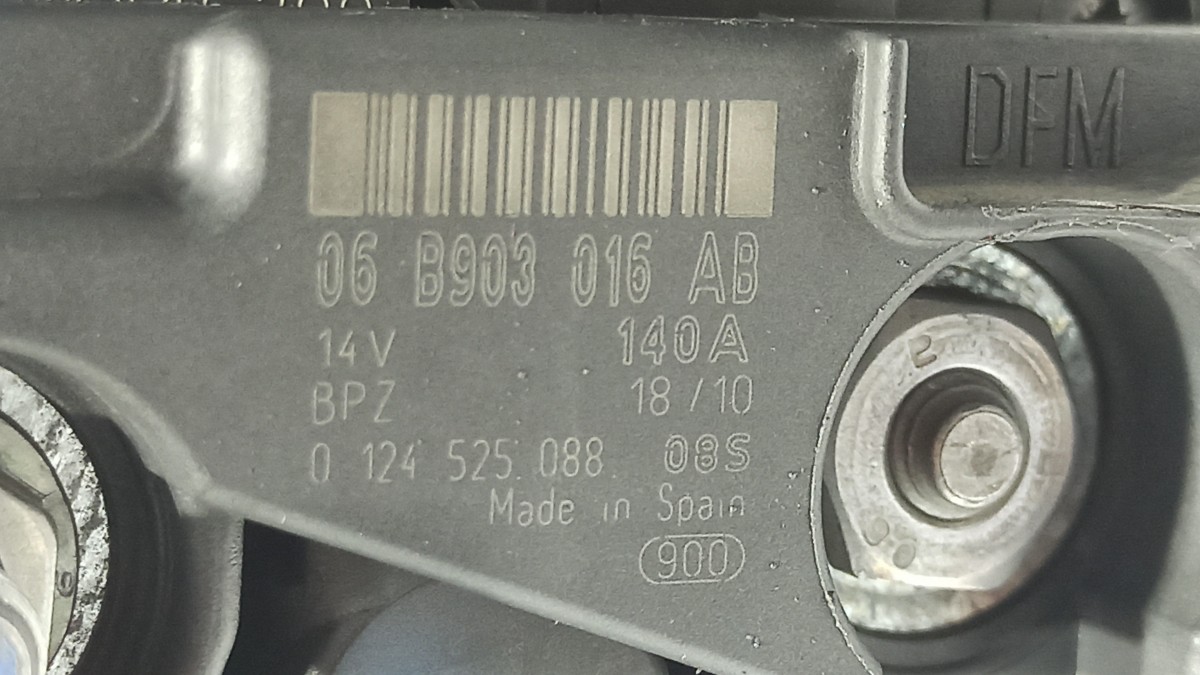 DFM
06 B903 016 AB
14V 140A
BPZ 18/10
0 124 525 088 08S
Made in Spain
900